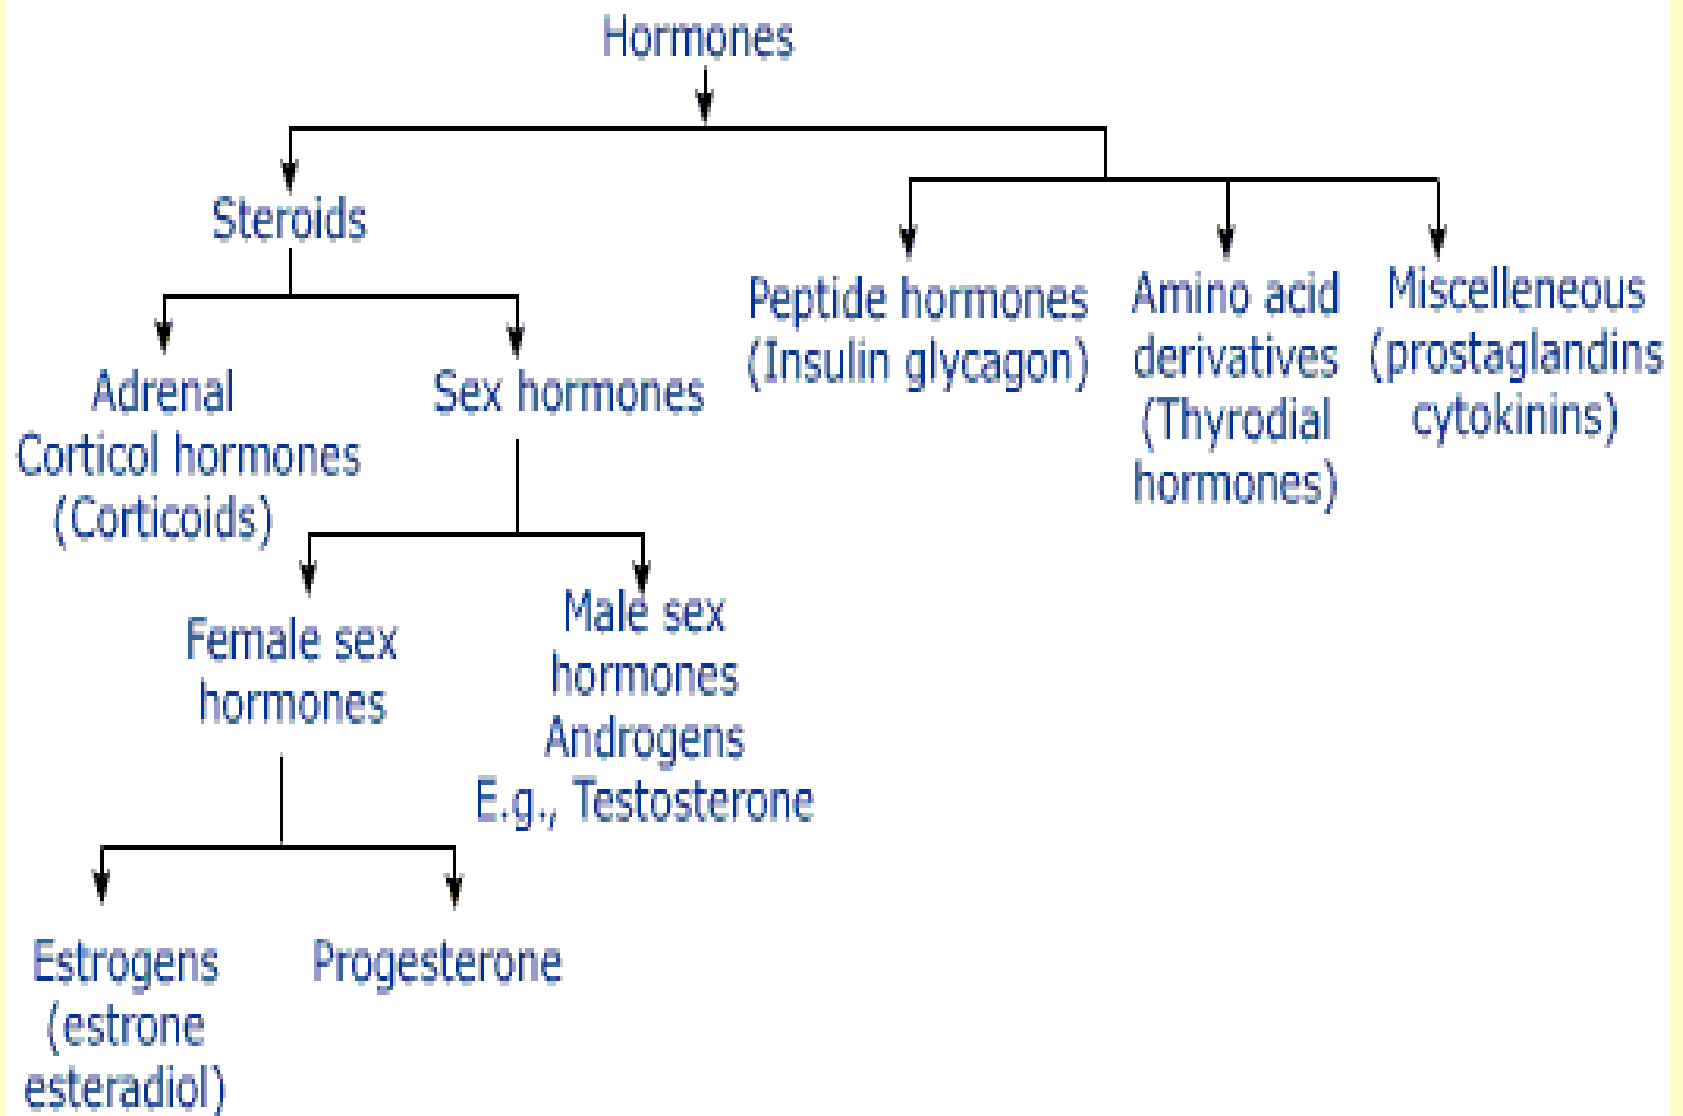 Hormones
Steroids
Peptide hormones
(Insulin glycagon)
Amino acid
derivatives
(Thyrodial
hormones)
Miscelleneous
(prostaglandins
cytokinins)
Adrenal
Corticol hormones
(Corticoids)
Sex hormones
Female sex
hormones
Male sex
hormones
Androgens
E.g., Testosterone
Estrogens
(estrone
esteradiol)
Progesterone